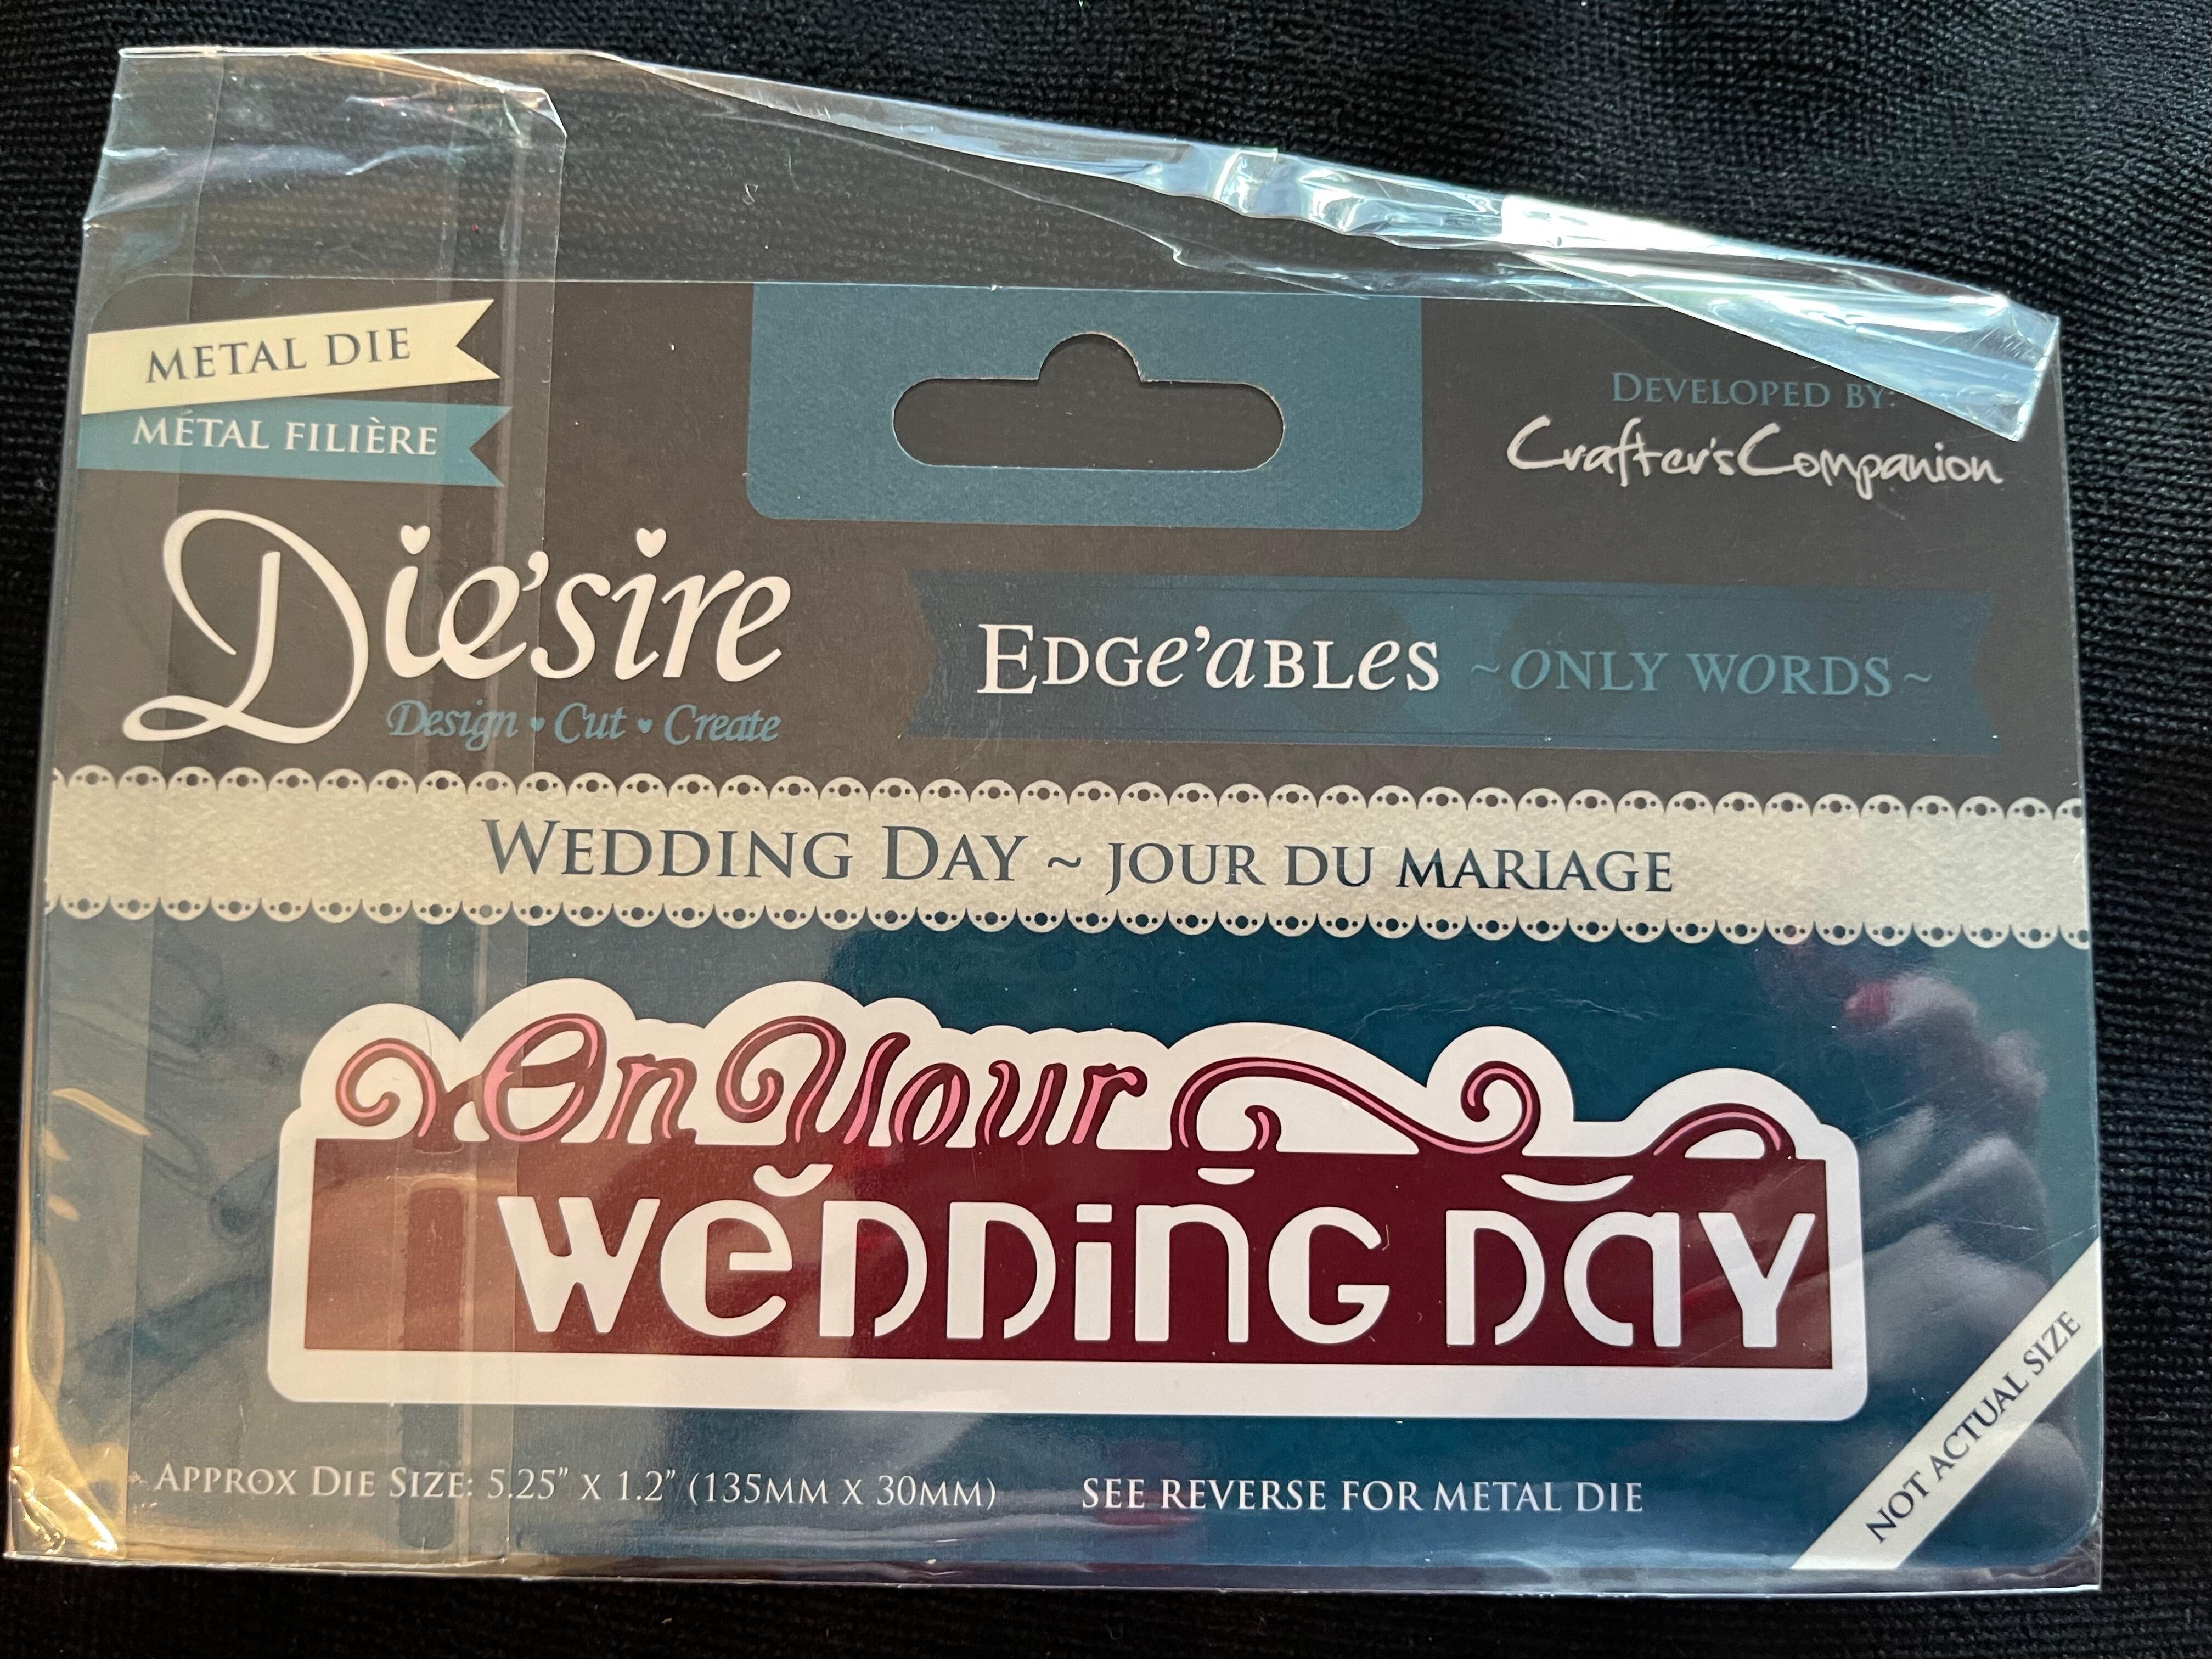 METAL DIE
MÉTAL FILIÈRE
DEVELOPED BY:
Crafter's Companion
Die'sire
Design • Cut • Create
EDGe'aBLeS ~ONLY WORDS~
WEDDING DAY ~ JOUR DU MARIAGE
On Your
WeDDiNG DaY
APPROX DIE SIZE: 5.25" X 1.2" (135MM X 30MM)
SEE REVERSE FOR METAL DIE
NOT ACTUAL SIZE